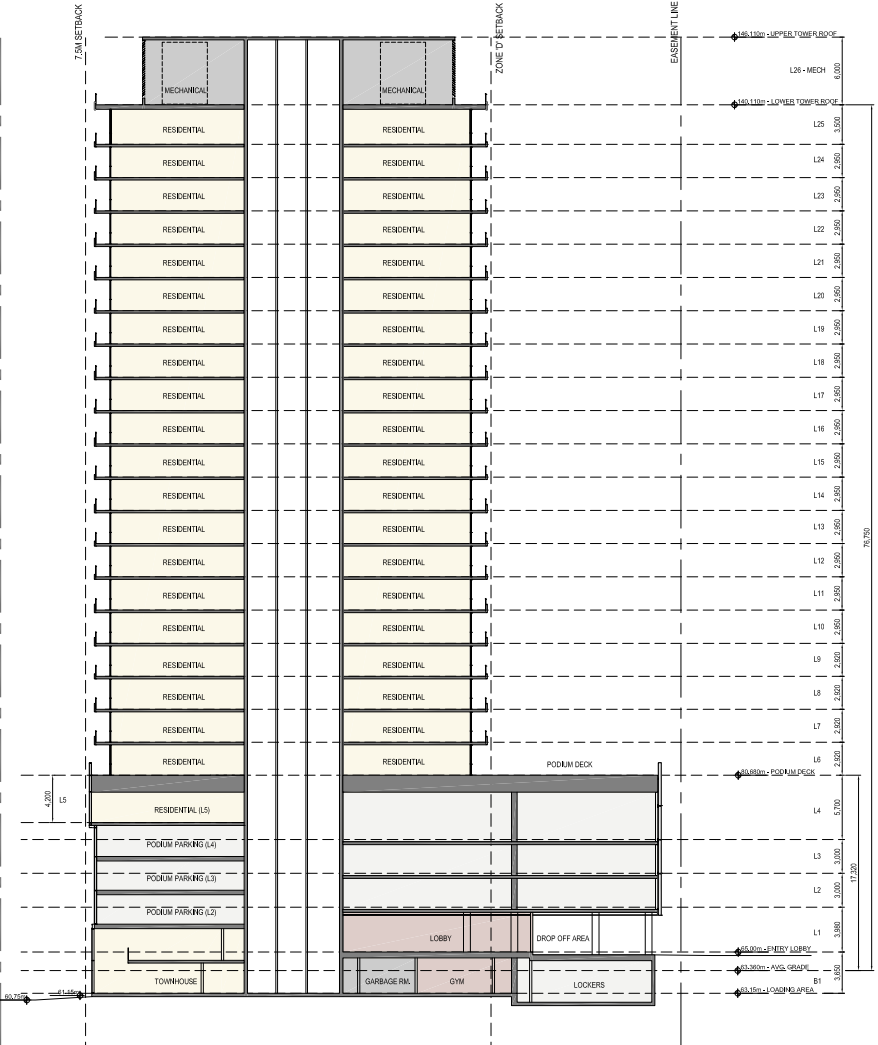 7.5M SETBACK
ZONE 'D' SETBACK
EASEMENT LINE
146.110m - UPPER TOWER ROOF
MECHANICAL MECHANICAL
L26 - MECH 6,000
140.110m - LOWER TOWER ROOF
RESIDENTIAL RESIDENTIAL L25 3,500
RESIDENTIAL RESIDENTIAL L24 2,950
RESIDENTIAL RESIDENTIAL L23 2,950
RESIDENTIAL RESIDENTIAL L22 2,950
RESIDENTIAL RESIDENTIAL L21 2,950
RESIDENTIAL RESIDENTIAL L20 2,950
RESIDENTIAL RESIDENTIAL L19 2,950
RESIDENTIAL RESIDENTIAL L18 2,950
RESIDENTIAL RESIDENTIAL L17 2,950
RESIDENTIAL RESIDENTIAL L16 2,950
RESIDENTIAL RESIDENTIAL L15 2,950
RESIDENTIAL RESIDENTIAL L14 2,950
RESIDENTIAL RESIDENTIAL L13 2,950
76,750
RESIDENTIAL RESIDENTIAL L12 2,950
RESIDENTIAL RESIDENTIAL L11 2,950
RESIDENTIAL RESIDENTIAL L10 2,950
RESIDENTIAL RESIDENTIAL L9 2,920
RESIDENTIAL RESIDENTIAL L8 2,920
RESIDENTIAL RESIDENTIAL L7 2,920
RESIDENTIAL RESIDENTIAL L6 2,920
PODIUM DECK
80.680m - PODIUM DECK
4,200 L5
RESIDENTIAL (L5) L4 5,700
PODIUM PARKING (L4)
L3 3,000
PODIUM PARKING (L3)
17,320
L2 3,000
PODIUM PARKING (L2)
L1 3,980
LOBBY DROP OFF AREA
65.00m - ENTRY LOBBY
63.360m - AVG. GRADE
TOWNHOUSE GARBAGE RM. GYM LOCKERS B1 3,650
60.75m 61.15m 63.15m - LOADING AREA